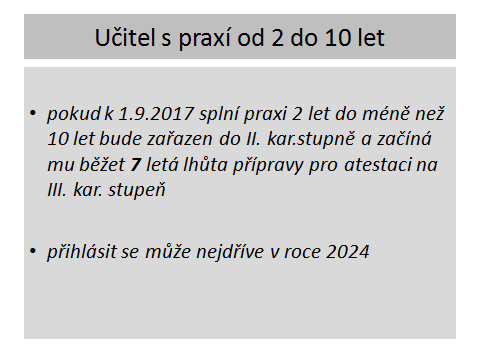 Učitel s praxí od 2 do 10 let
• pokud k 1.9.2017 splní praxi 2 let do méně než
10 let bude zařazen do II. kar.stupně a začíná
mu běžet 7 letá lhůta přípravy pro atestaci na
III. kar. stupeň
• přihlásit se může nejdříve v roce 2024